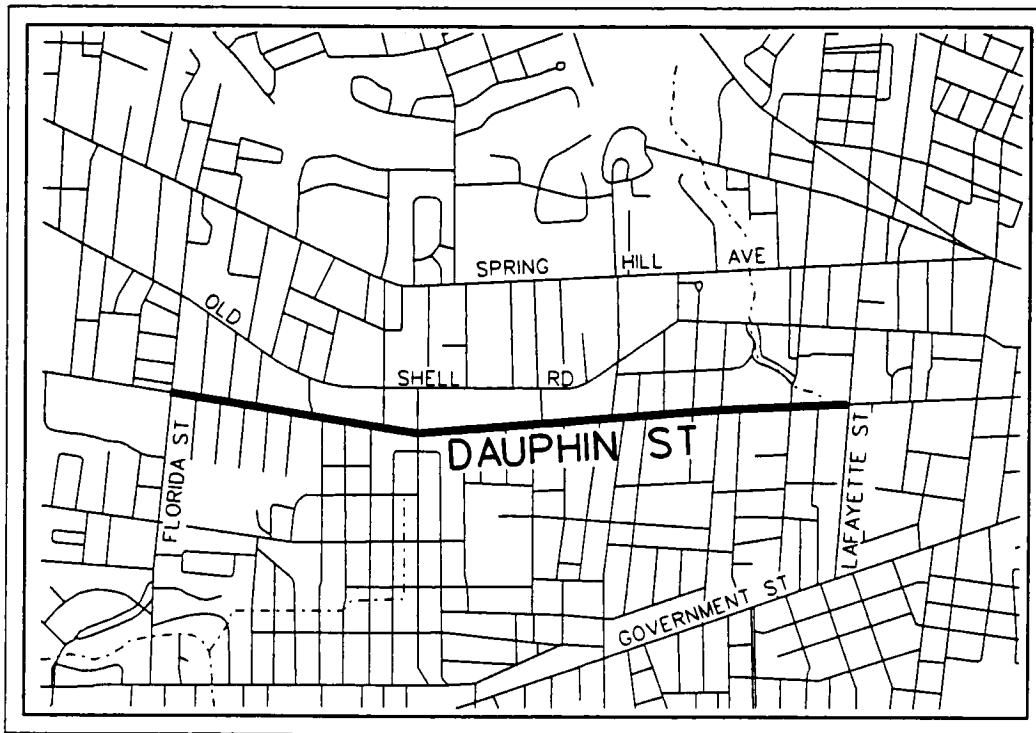 SPRING HILL AVE
OLD SHELL RD
DAUPHIN ST
FLORIDA ST
LAFAYETTE ST
GOVERNMENT ST